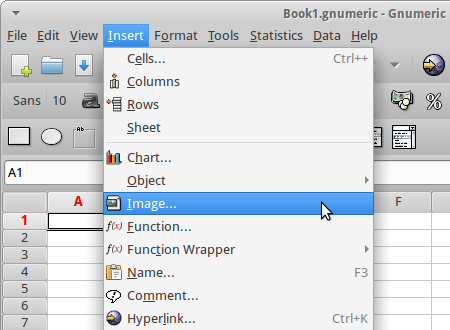 Book1.gnumeric - Gnumeric
File Edit View Insert Format Tools Statistics Data Help
Cells... Ctrl++
Columns
Sans 10 a %
Rows
Sheet
Ab
Chart...
Object
A1
Image...
A F
Function...
Function Wrapper
Name... F3
Comment...
Hyperlink... Ctrl+K
1
2
3
4
5
6
7